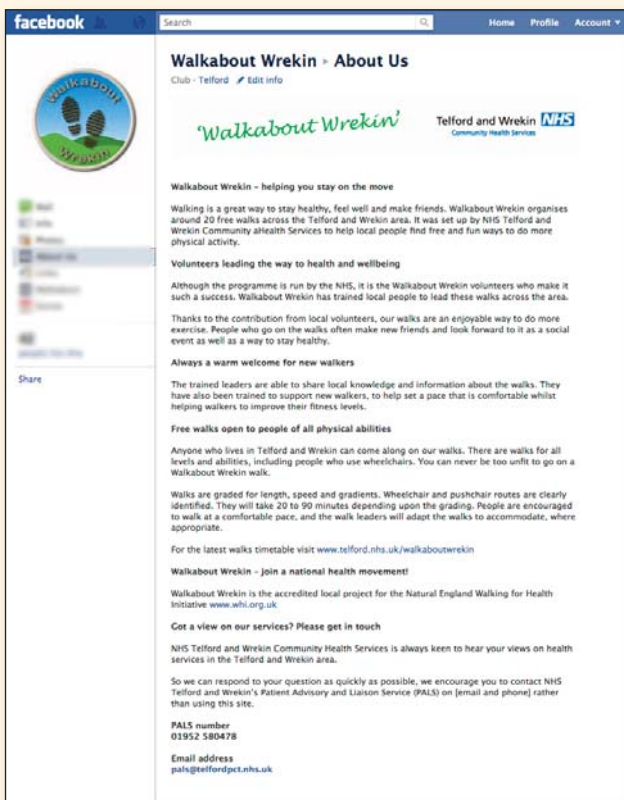 facebook
Search
Home Profile Account
Walkabout Wrekin
Walkabout Wrekin ▸ About Us
Club · Telford Edit info
'Walkabout Wrekin'
Telford and Wrekin NHS
Community Health Services
Walkabout Wrekin – helping you stay on the move
Walking is a great way to stay healthy, feel well and make friends. Walkabout Wrekin organises
around 20 free walks across the Telford and Wrekin area. It was set up by NHS Telford and
Wrekin Community aHealth Services to help local people find free and fun ways to do more
physical activity.
Volunteers leading the way to health and wellbeing
Although the programme is run by the NHS, it is the Walkabout Wrekin volunteers who make it
such a success. Walkabout Wrekin has trained local people to lead these walks across the area.
Thanks to the contribution from local volunteers, our walks are an enjoyable way to do more
exercise. People who go on the walks often make new friends and look forward to it as a social
event as well as a way to stay healthy.
Always a warm welcome for new walkers
The trained leaders are able to share local knowledge and information about the walks. They
have also been trained to support new walkers, to help set a pace that is comfortable whilst
helping walkers to improve their fitness levels.
Free walks open to people of all physical abilities
Anyone who lives in Telford and Wrekin can come along on our walks. There are walks for all
levels and abilities, including people who use wheelchairs. You can never be too unfit to go on a
Walkabout Wrekin walk.
Walks are graded for length, speed and gradients. Wheelchair and pushchair routes are clearly
identified. They will take 20 to 90 minutes depending upon the grading. People are encouraged
to walk at a comfortable pace, and the walk leaders will adapt the walks to accommodate, where
appropriate.
For the latest walks timetable visit www.telford.nhs.uk/walkaboutwrekin
Walkabout Wrekin – join a national health movement!
Walkabout Wrekin is the accredited local project for the Natural England Walking for Health
Initiative www.whi.org.uk
Got a view on our services? Please get in touch
NHS Telford and Wrekin Community Health Services is always keen to hear your views on health
services in the Telford and Wrekin area.
So we can respond to your question as quickly as possible, we encourage you to contact NHS
Telford and Wrekin's Patient Advisory and Liaison Service (PALS) on [email and phone] rather
than using this site.
PALS number
01952 580478
Email address
pals@telfordpct.nhs.uk
About Us
Share